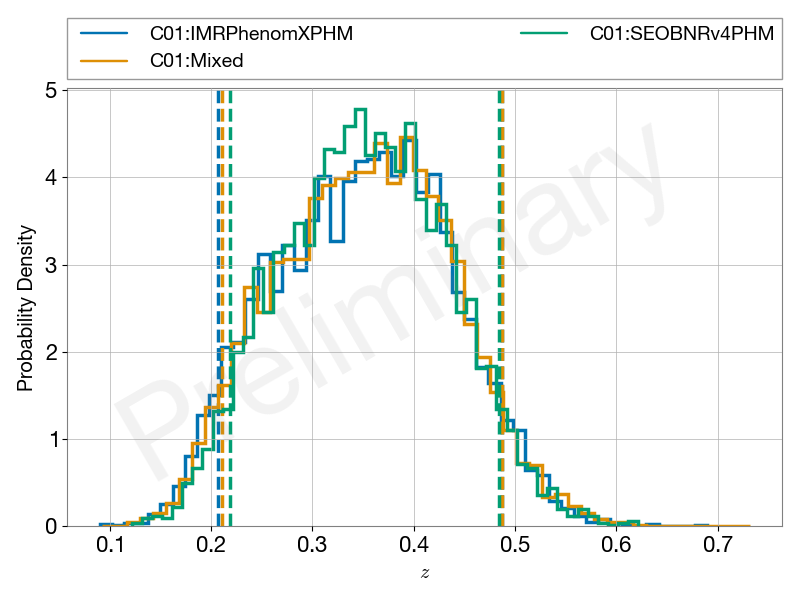 C01:IMRPhenomXPHM
C01:Mixed
C01:SEOBNRv4PHM
5
4
3
2
1
0
Probability Density
Preliminary
0.1 0.2 0.3 0.4 0.5 0.6 0.7
z